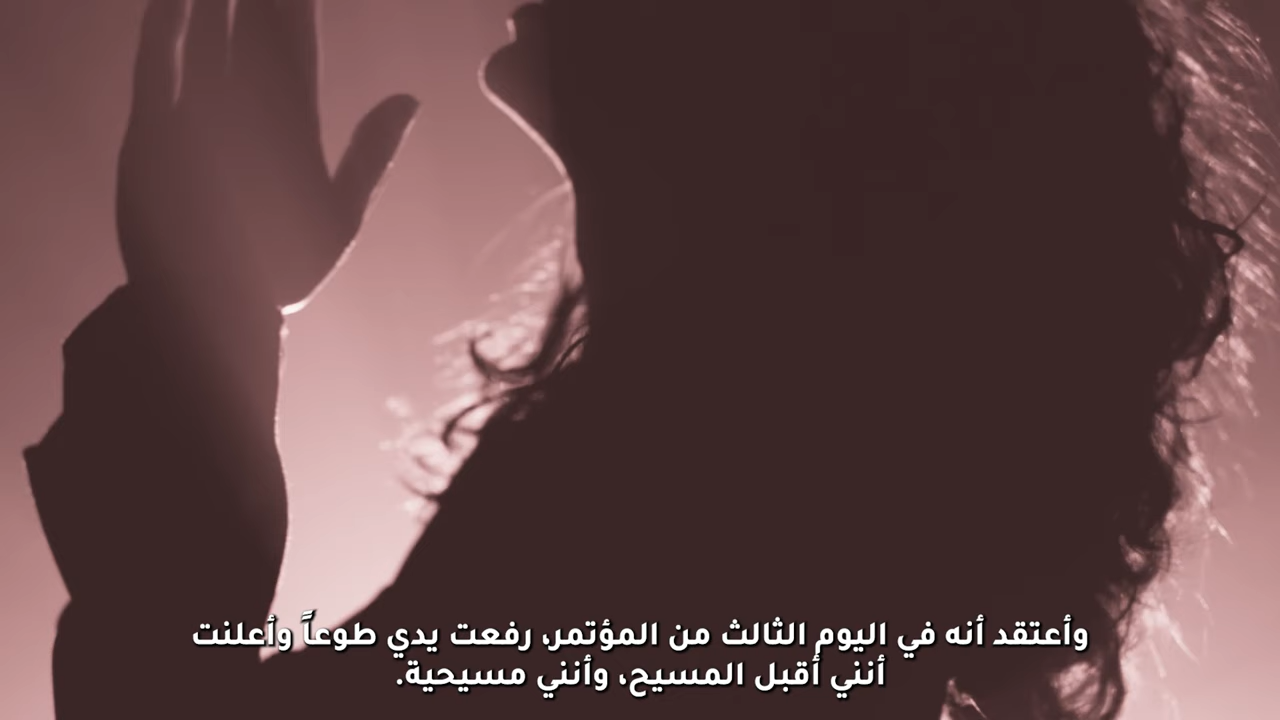 وأعتقد أنه في اليوم الثالث من المؤتمر، رفعت يدي طوعاً وأعلنت
أنني أقبل المسيح، وأنني مسيحية.